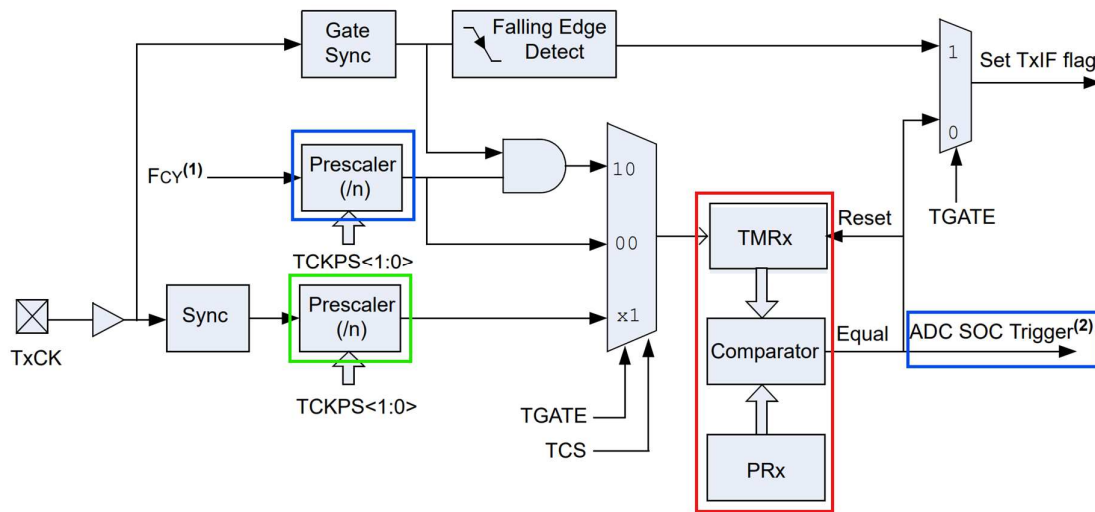 Gate
Sync
Falling Edge
Detect
1
Set TxIF flag
0
FCY(1)
Prescaler
(/n)
10
TGATE
Reset
TMRx
TCKPS<1:0>
00
TxCK
Sync
Prescaler
(/n)
x1
Comparator
Equal
ADC SOC Trigger(2)
TCKPS<1:0>
TGATE
TCS
PRx